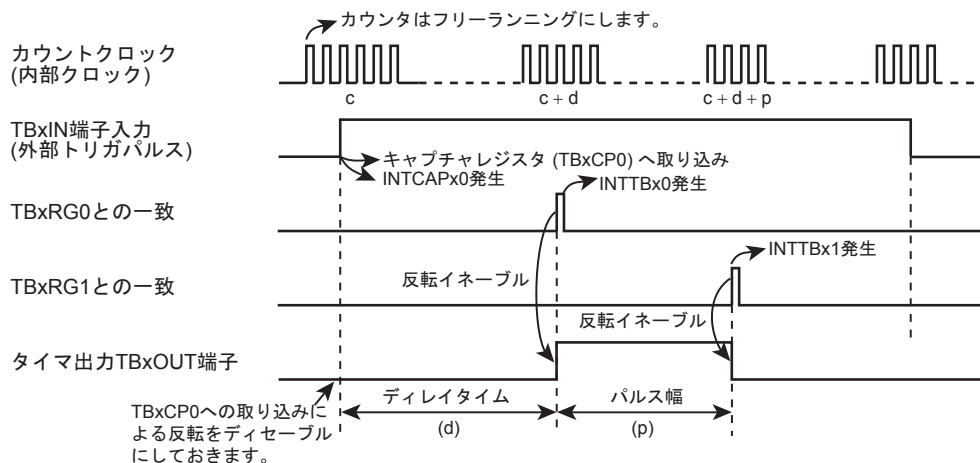 カウンタはフリーランニングにします。
カウントクロック
(内部クロック)
c
c + d
c + d + p
TBxIN端子入力
(外部トリガパルス)
キャプチャレジスタ (TBxCP0) へ取り込み
INTCAPx0発生
INTTBx0発生
TBxRG0との一致
INTTBx1発生
反転イネーブル
TBxRG1との一致
反転イネーブル
タイマ出力TBxOUT端子
ディレイタイム
パルス幅
(d)
(p)
TBxCP0への取り込みに
よる反転をディセーブル
にしておきます。